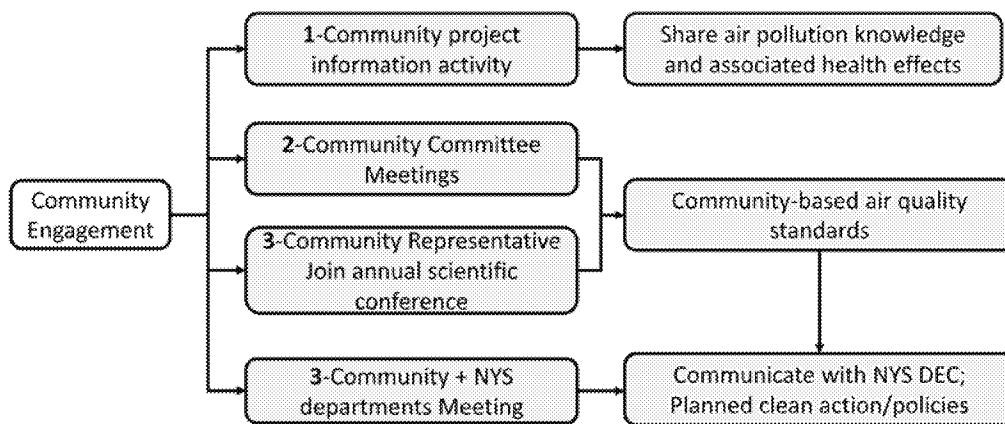 1-Community project
information activity
Share air pollution knowledge
and associated health effects
2-Community Committee
Meetings
Community
Engagement
Community-based air quality
standards
3-Community Representative
Join annual scientific
conference
3-Community + NYS
departments Meeting
Communicate with NYS DEC;
Planned clean action/policies